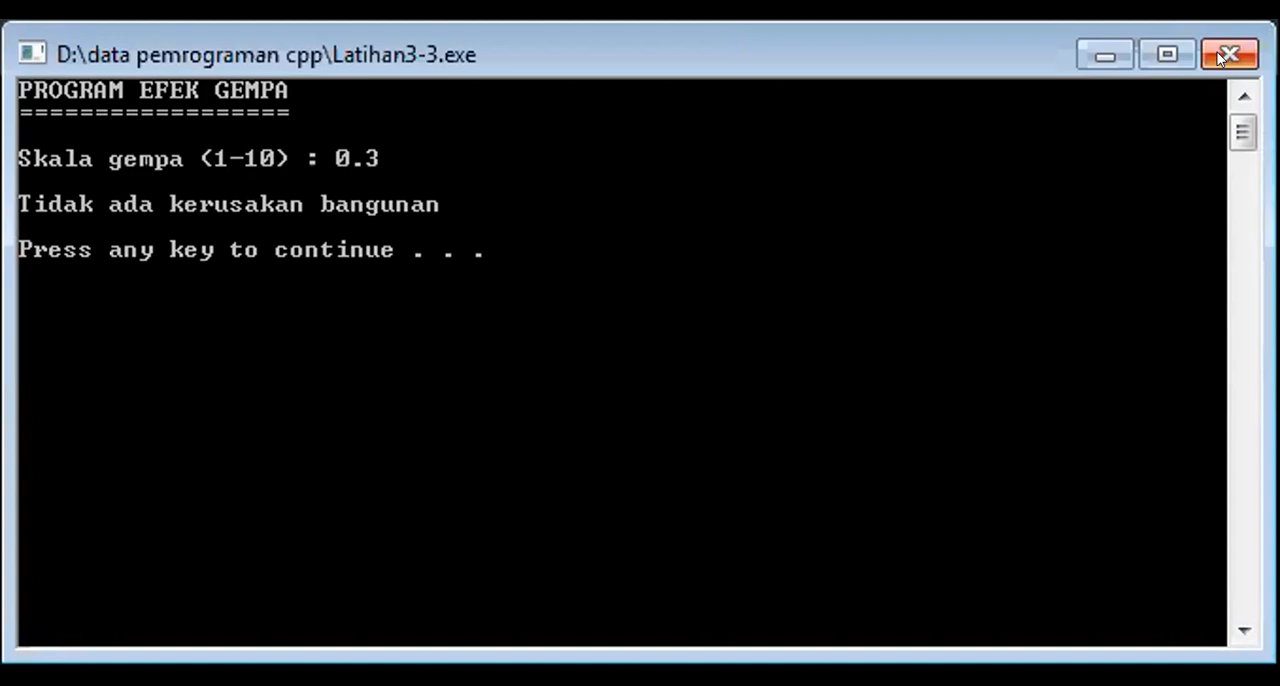 D:\data pemrograman cpp\Latihan3-3.exe
PROGRAM EFEK GEMPA
==================
Skala gempa (1-10) : 0.3
Tidak ada kerusakan bangunan
Press any key to continue . . .